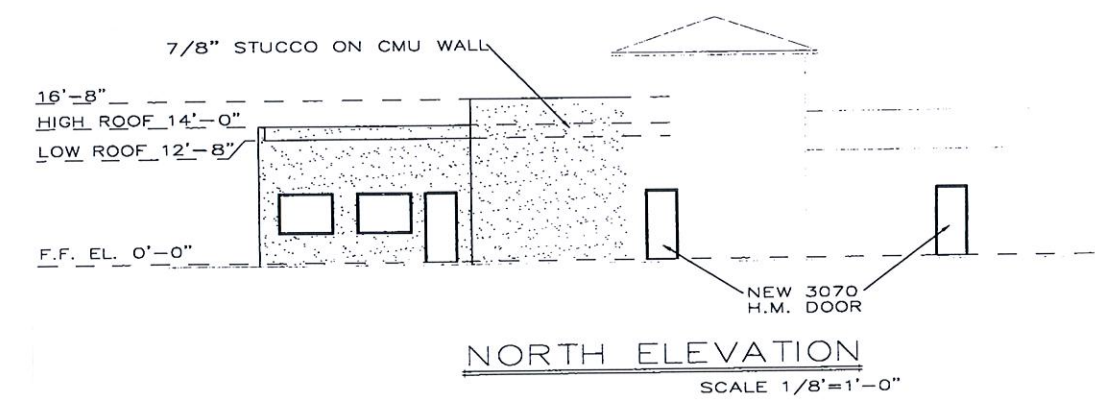 7/8" STUCCO ON CMU WALL
16'-8"
HIGH ROOF 14'-0"
LOW ROOF 12'-8"
F.F. EL. 0'-0"
NEW 3070
H.M. DOOR
NORTH ELEVATION
SCALE 1/8'=1'-0"